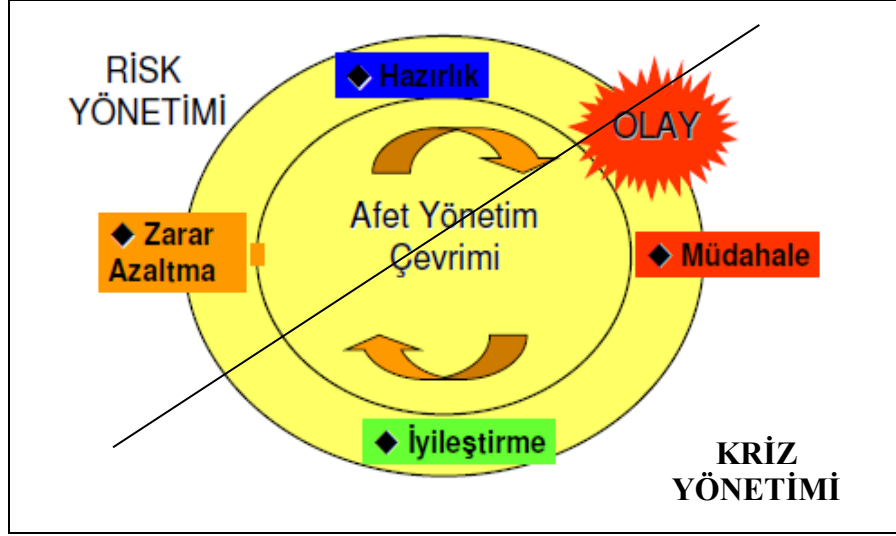 RİSK
YÖNETİMİ
◆ Hazırlık
OLAY
Afet Yönetim
Çevrimi
◆ Zarar
Azaltma
◆ Müdahale
◆ İyileştirme
KRİZ
YÖNETİMİ